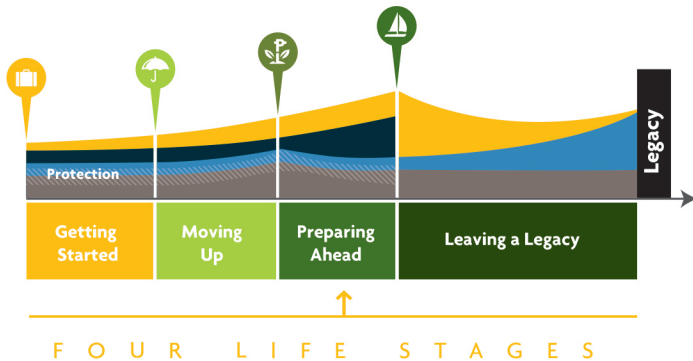 Protection
Legacy
Getting
Started
Moving
Up
Preparing
Ahead
Leaving a Legacy
FOUR LIFE STAGES